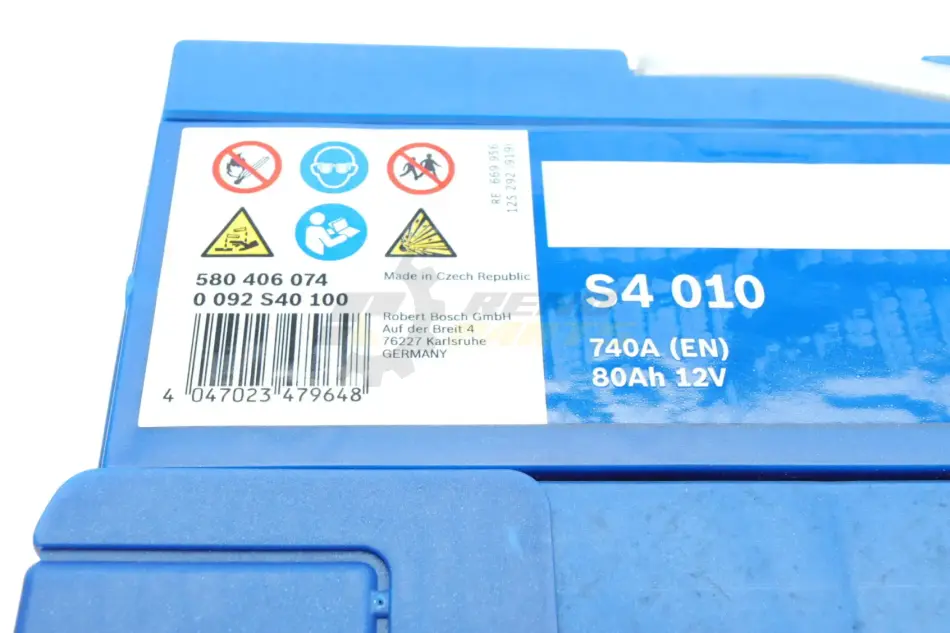 RE 669 956
125 292 919
580 406 074
0 092 S40 100
4 047023 479648
Made in Czech Republic
Robert Bosch GmbH
Auf der Breit 4
76227 Karlsruhe
GERMANY
S4 010
740A (EN)
80Ah 12V